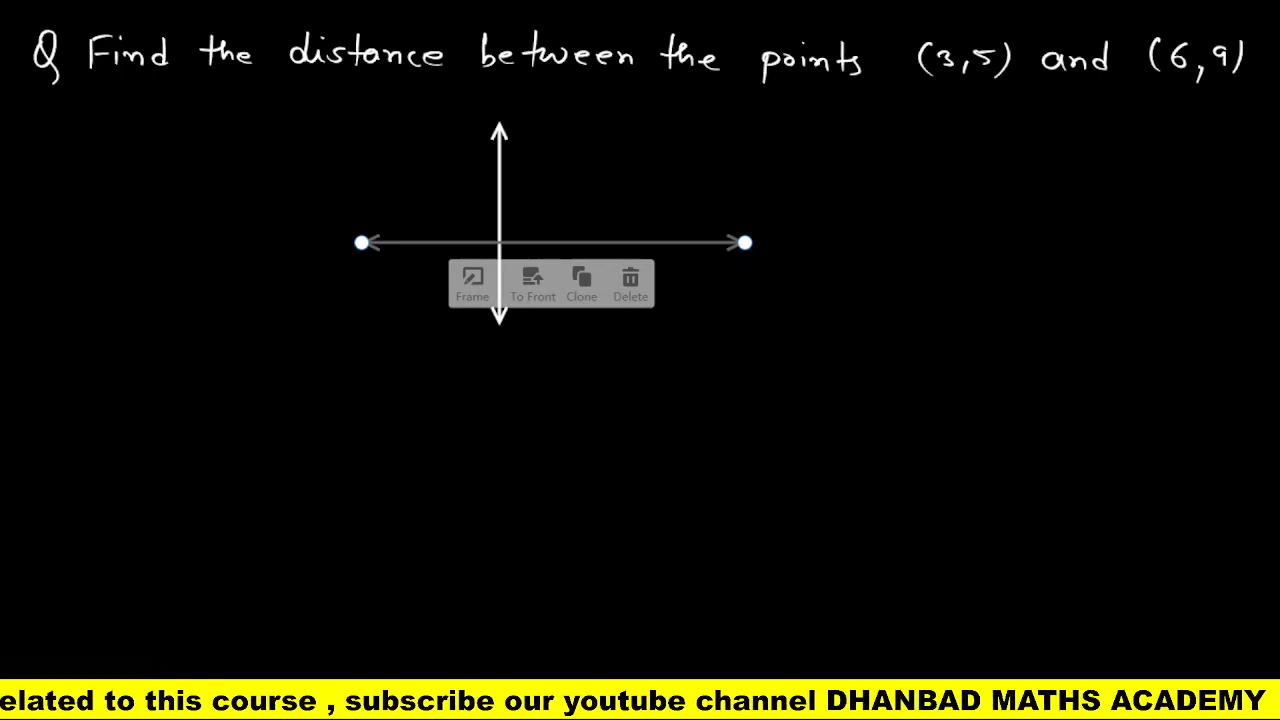 Q Find the distance between the points (3,5) and (6,9)
Frame To Front Clone Delete
elated to this course , subscribe our youtube channel DHANBAD MATHS ACADEMY